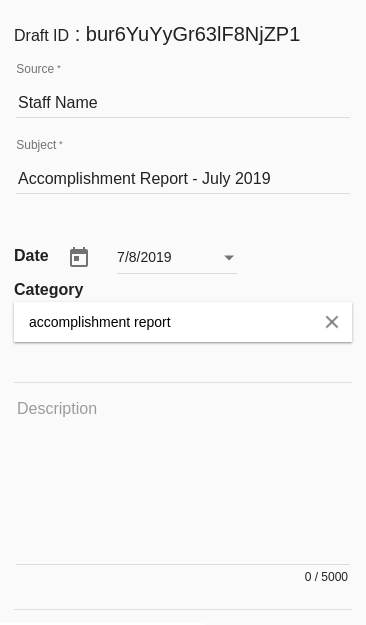 Draft ID : bur6YuYyGr63lF8NjZP1
Source *
Staff Name
Subject *
Accomplishment Report - July 2019
Date 7/8/2019
Category
accomplishment report
Description
0 / 5000